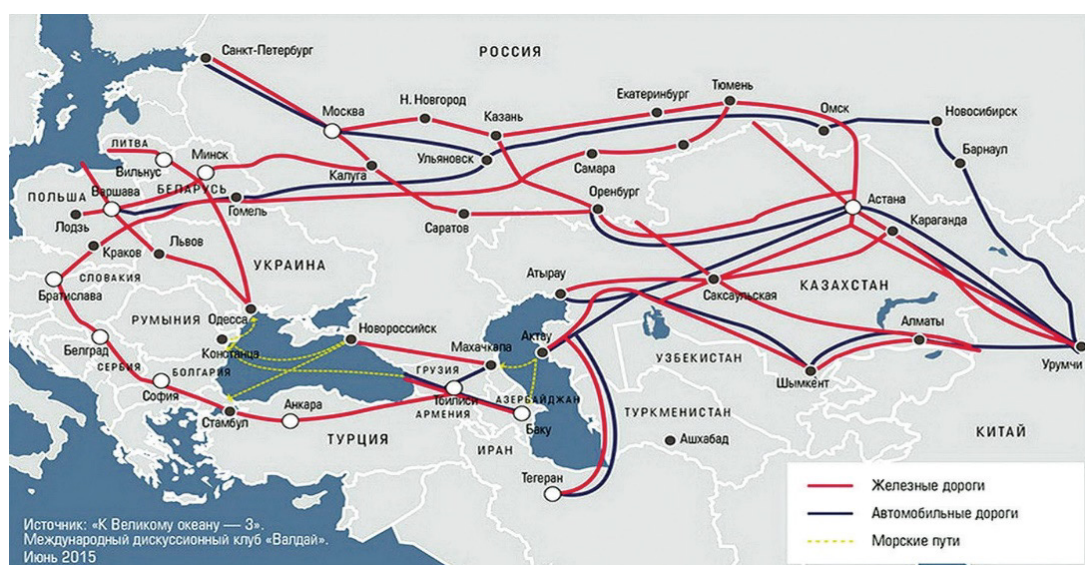 Санкт-Петербург
РОССИЯ
Москва
Н. Новгород
Казань
Екатеринбург
Тюмень
Омск
Новосибирск
ЛИТВА
Вильнус
Минск
Калуга
Ульяновск
Самара
Барнаул
ПОЛЬША
Варшава
БЕЛАРУСЬ
Гомель
Оренбург
Астана
Лодзь
Саратов
Караганда
Краков
Львов
СЛОВАКИЯ
УКРАИНА
Атырау
Саксаульская
КАЗАХСТАН
Братислава
РУМЫНИЯ
Одесса
Новороссийск
Актау
Алматы
Белград
Констанца
Махачкала
УЗБЕКИСТАН
Урумчи
СЕРБИЯ
БОЛГАРИЯ
ГРУЗИЯ
Шымкент
София
Стамбул
Анкара
Тбилиси
АРМЕНИЯ
АЗЕРБАЙДЖАН
Баку
ТУРКМЕНИСТАН
ТУРЦИЯ
ИРАН
Ашхабад
КИТАЙ
Тегеран
Железные дороги
Автомобильные дороги
Морские пути
Источник: «К Великому океану — 3».
Международный дискуссионный клуб «Валдай».
Июнь 2015